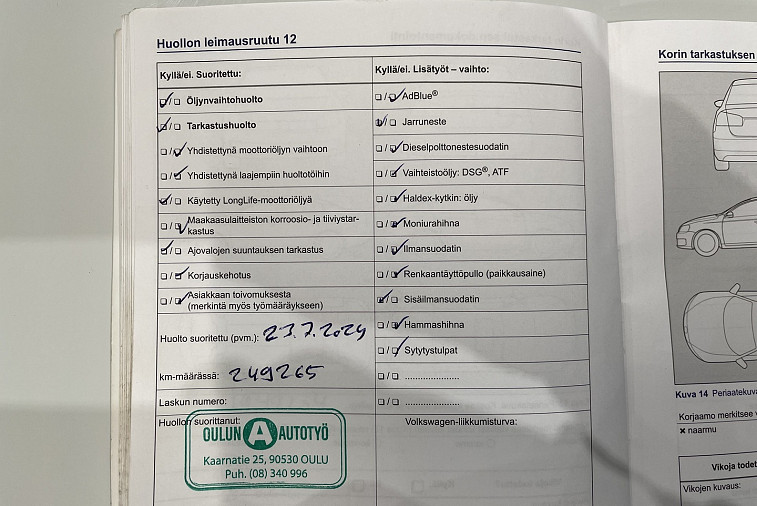 Huollon leimausruutu 12
Kyllä/ei. Suoritettu:
Öljynvaihtohuolto
Tarkastushuolto
Yhdistettynä moottoriöljyn vaihtoon
Yhdistettynä laajempiin huoltotöihin
Käytetty LongLife-moottoriöljyä
Maakaasulaitteiston korroosio- ja tiiviystar-
kastus
Ajovalojen suuntauksen tarkastus
Korjauskehotus
Asiakkaan toivomuksesta
(merkintä myös työmääräykseen)
Huolto suoritettu (pvm.): 23.7.2024
km-määrässä: 249265
Laskun numero:
Huollon suorittanut:
OULUN A AUTOTYÖ
Kaarnatie 25, 90530 OULU
Puh. (08) 340 996
Kyllä/ei. Lisätyöt – vaihto:
AdBlue®
Jarruneste
Dieselpolttonestesuodatin
Vaihteistoöljy: DSG®, ATF
Haldex-kytkin: öljy
Moniurahihna
Ilmansuodatin
Renkaantäyttöpullo (paikkausaine)
Sisäilmansuodatin
Hammashihna
Sytytystulpat
....................
....................
Volkswagen-liikkumisturva:
Korin tarkastuksen
Kuva 14 Periaatekuva
Korjaamo merkitsee
× naarmu
Vikoja todet
Vikojen kuvaus: